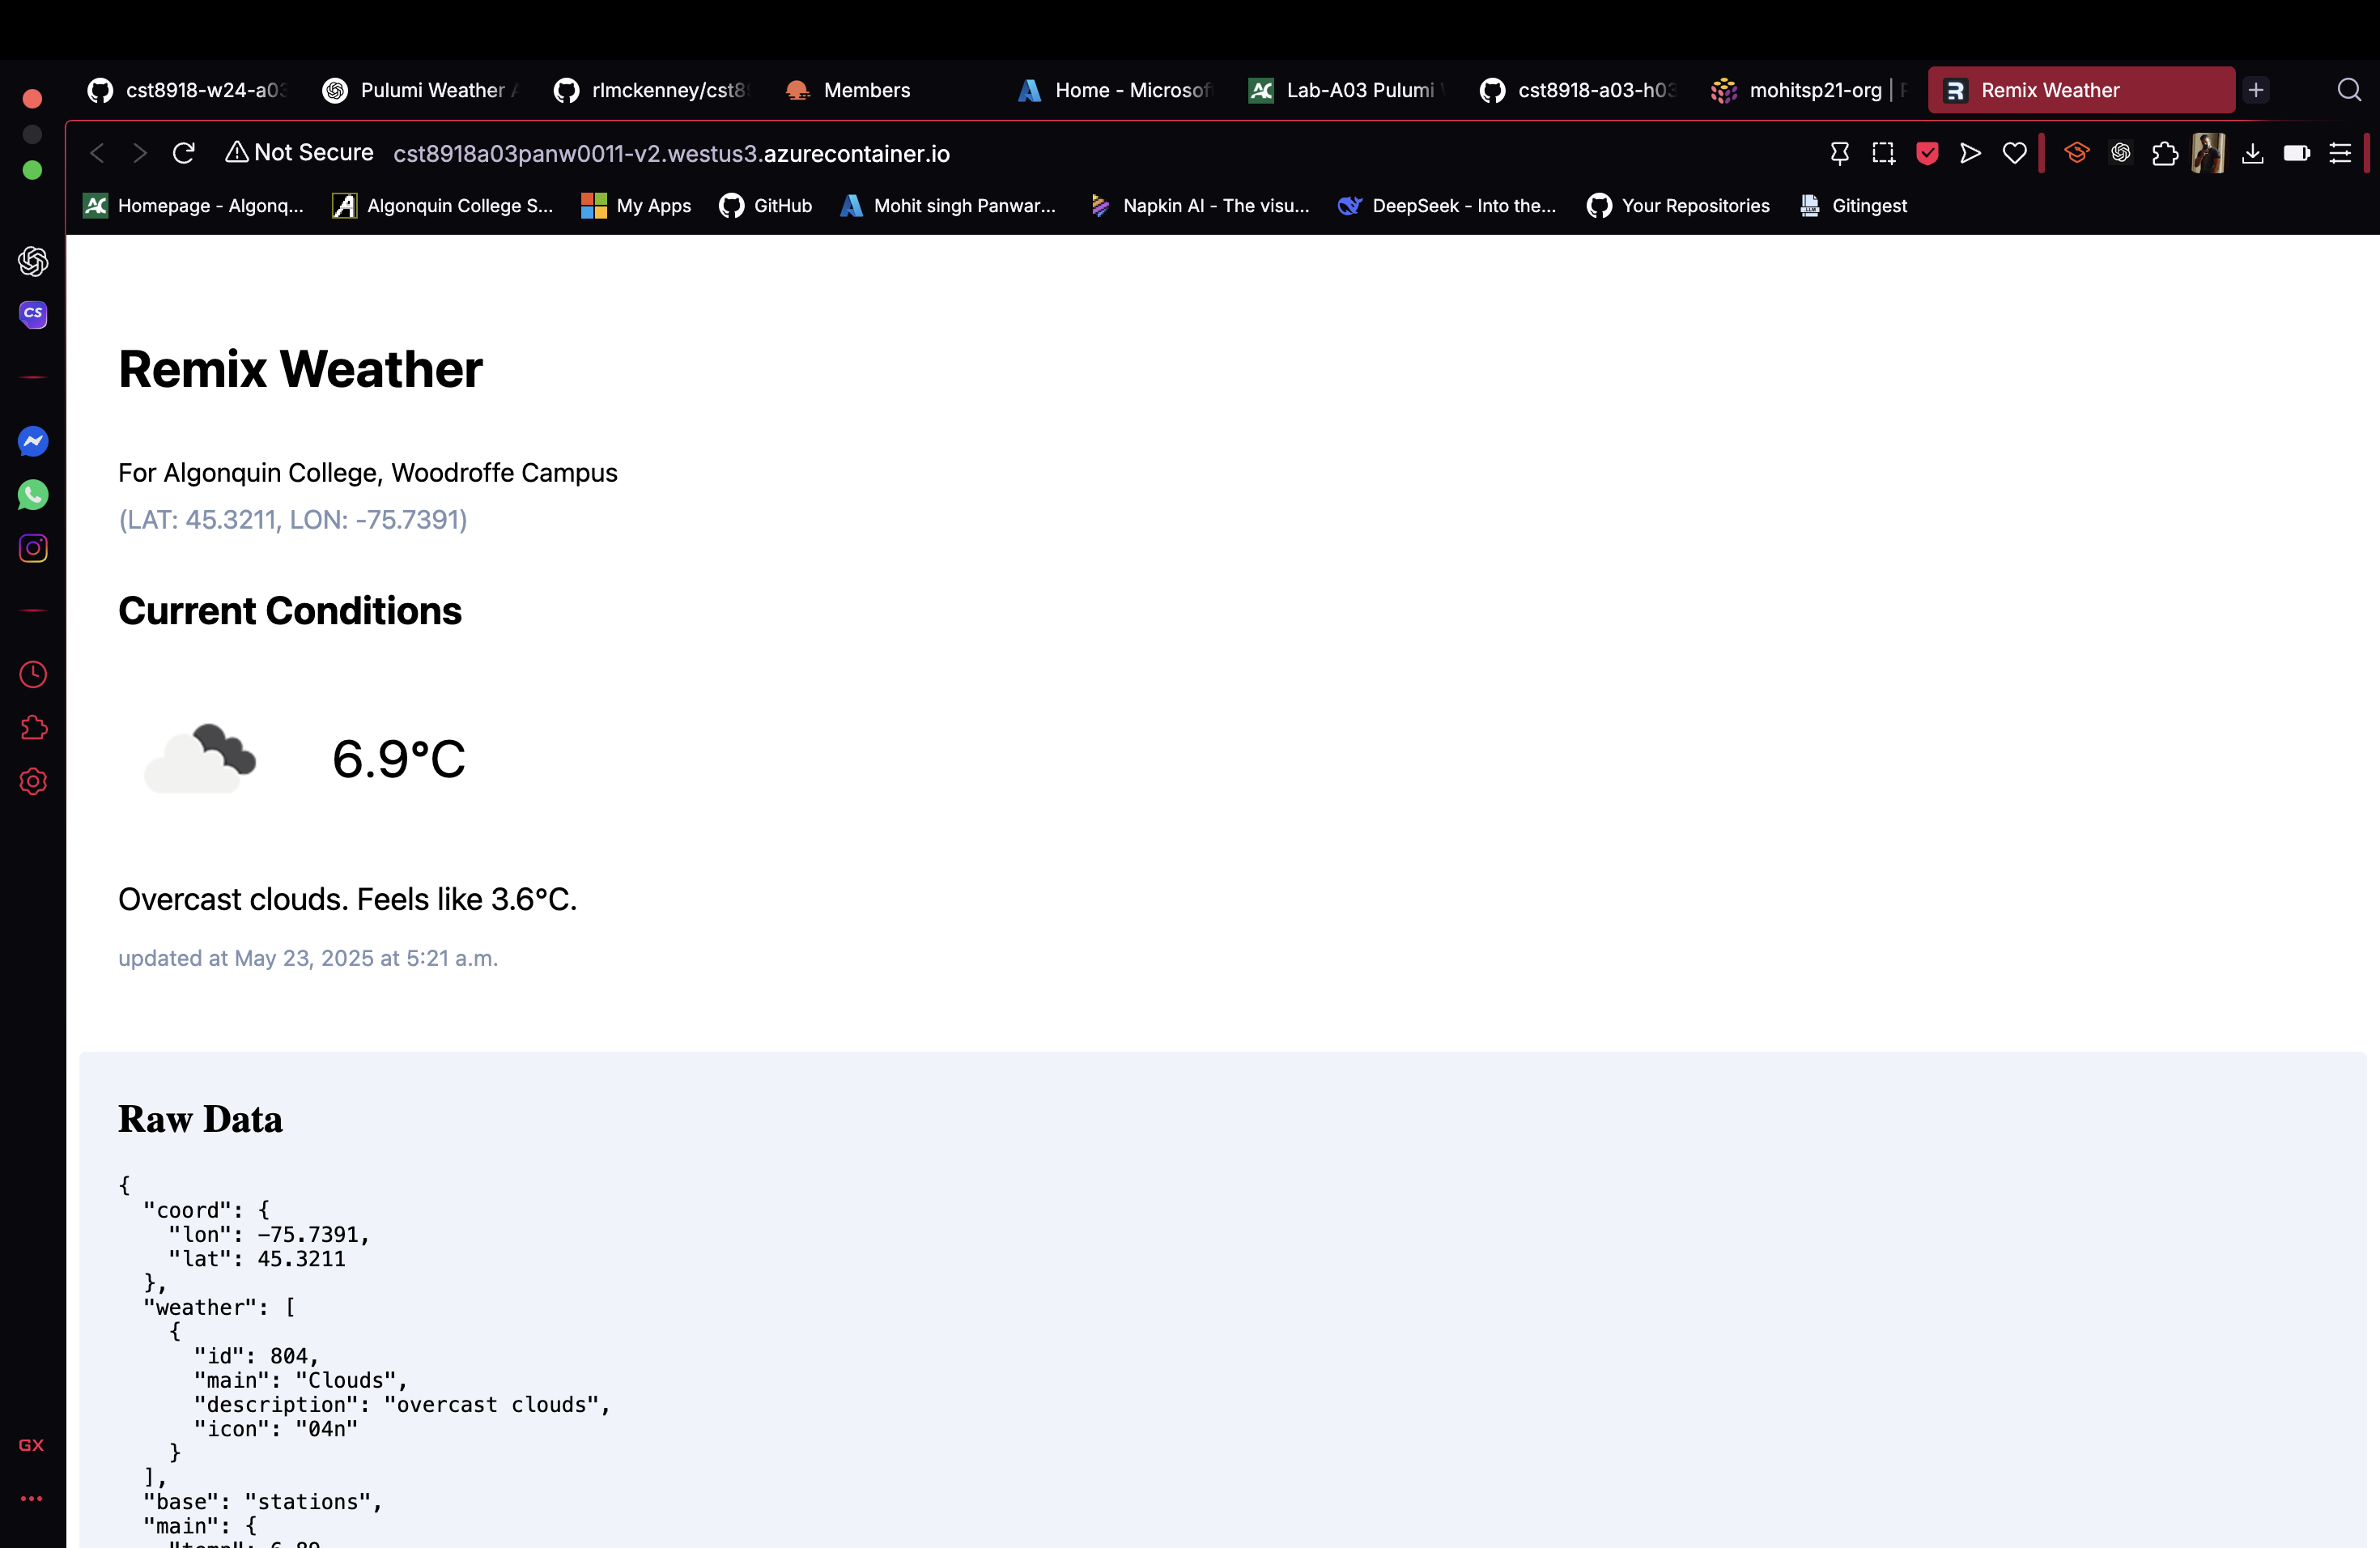 cst8918-w24-a03 Pulumi Weather A rlmckenney/cst89 Members Home - Microsof Lab-A03 Pulumi cst8918-a03-h03 mohitsp21-org | Remix Weather
Not Secure cst8918a03panw0011-v2.westus3.azurecontainer.io
Homepage - Algonq... Algonquin College S... My Apps GitHub Mohit singh Panwar... Napkin AI - The visu... DeepSeek - Into the... Your Repositories Gitingest
CS
Remix Weather
For Algonquin College, Woodroffe Campus
(LAT: 45.3211, LON: -75.7391)
Current Conditions
6.9°C
Overcast clouds. Feels like 3.6°C.
updated at May 23, 2025 at 5:21 a.m.
Raw Data
{
"coord": {
"lon": -75.7391,
"lat": 45.3211
},
"weather": [
{
"id": 804,
"main": "Clouds",
"description": "overcast clouds",
"icon": "04n"
}
],
"base": "stations",
"main": {
"temp": 6.89
GX